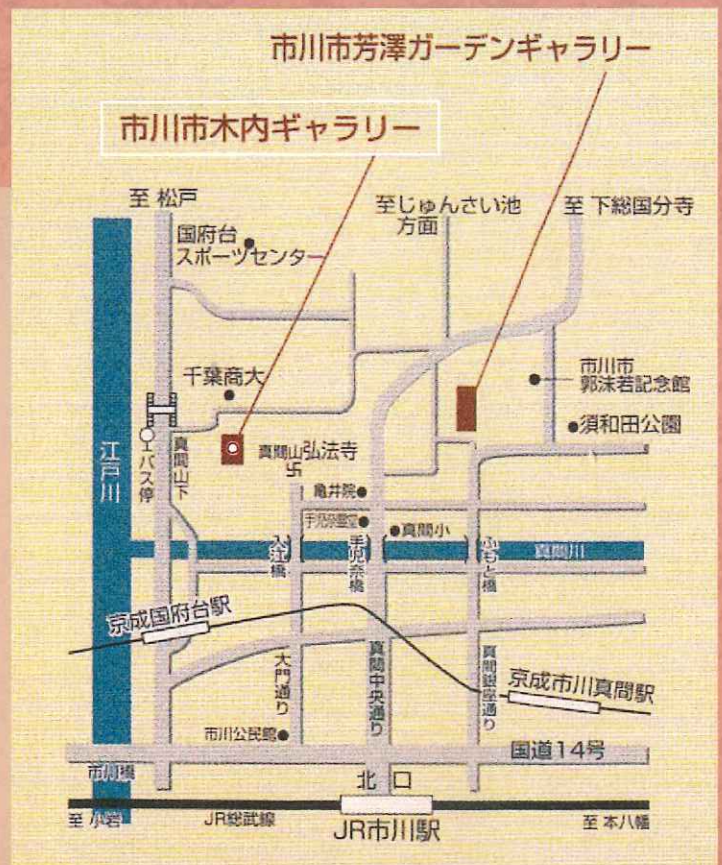 市川市芳澤ガーデンギャラリー
市川市木内ギャラリー
至 松戸
至じゅんさい池
方面
至 下総国分寺
国府台
スポーツセンター
千葉商大
市川市
郭沫若記念館
須和田公園
江戸川
バス停
真間山下
真間山弘法寺
卍
亀井院
手児奈霊堂
真間小
入江橋
手児奈橋
ふもと橋
真間川
京成国府台駅
大門通り
真間中央通り
真間銀座通り
京成市川真間駅
市川公民館
国道14号
市川橋
北口
至 小岩
JR総武線
JR市川駅
至 本八幡